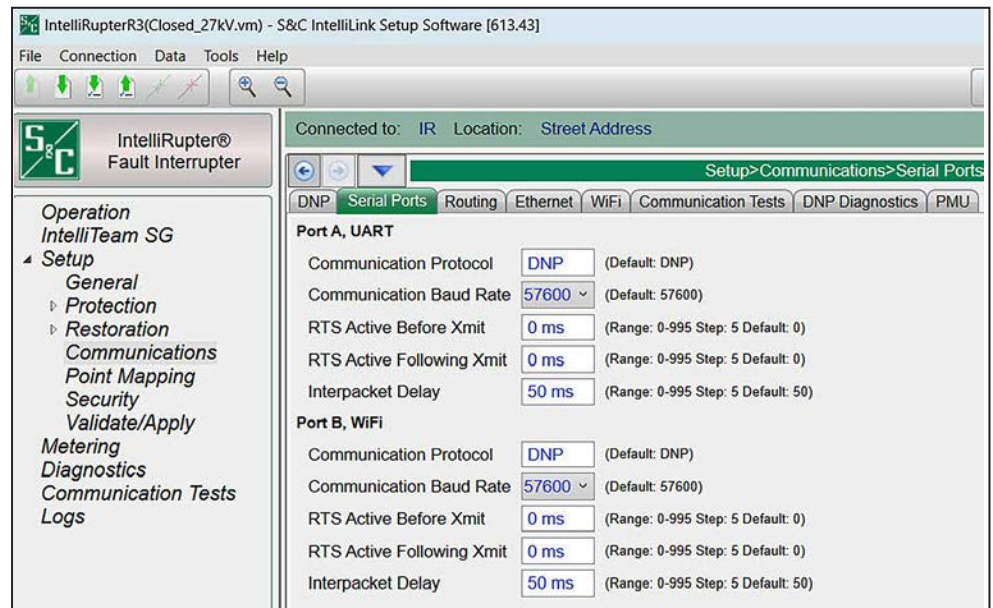 IntelliRupterR3(Closed_27kV.vm) - S&C IntelliLink Setup Software [613.43]
File Connection Data Tools Help
S&C
IntelliRupter®
Fault Interrupter
Operation
IntelliTeam SG
Setup
General
Protection
Restoration
Communications
Point Mapping
Security
Validate/Apply
Metering
Diagnostics
Communication Tests
Logs
Connected to: IR Location: Street Address
Setup>Communications>Serial Ports
DNP Serial Ports Routing Ethernet WiFi Communication Tests DNP Diagnostics PMU
Port A, UART
Communication Protocol DNP (Default: DNP)
Communication Baud Rate 57600 (Default: 57600)
RTS Active Before Xmit 0 ms (Range: 0-995 Step: 5 Default: 0)
RTS Active Following Xmit 0 ms (Range: 0-995 Step: 5 Default: 0)
Interpacket Delay 50 ms (Range: 0-995 Step: 5 Default: 50)
Port B, WiFi
Communication Protocol DNP (Default: DNP)
Communication Baud Rate 57600 (Default: 57600)
RTS Active Before Xmit 0 ms (Range: 0-995 Step: 5 Default: 0)
RTS Active Following Xmit 0 ms (Range: 0-995 Step: 5 Default: 0)
Interpacket Delay 50 ms (Range: 0-995 Step: 5 Default: 50)